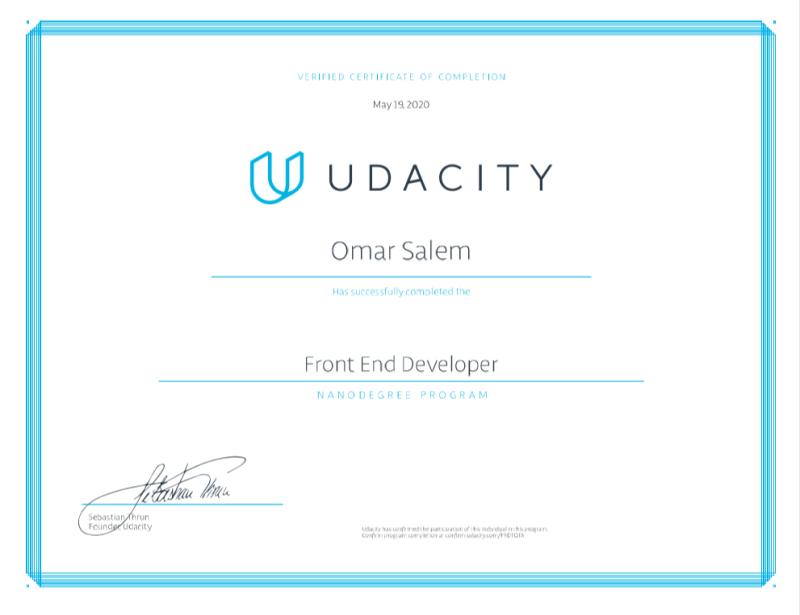 VERIFIED CERTIFICATE OF COMPLETION
May 19, 2020
UDACITY
Omar Salem
Has successfully completed the
Front End Developer
NANODEGREE PROGRAM
Sebastian Thrun
Sebastian Thrun
Founder, Udacity
Udacity has confirmed the participation of this individual in this program.
Confirm program completion at confirm.udacity.com/